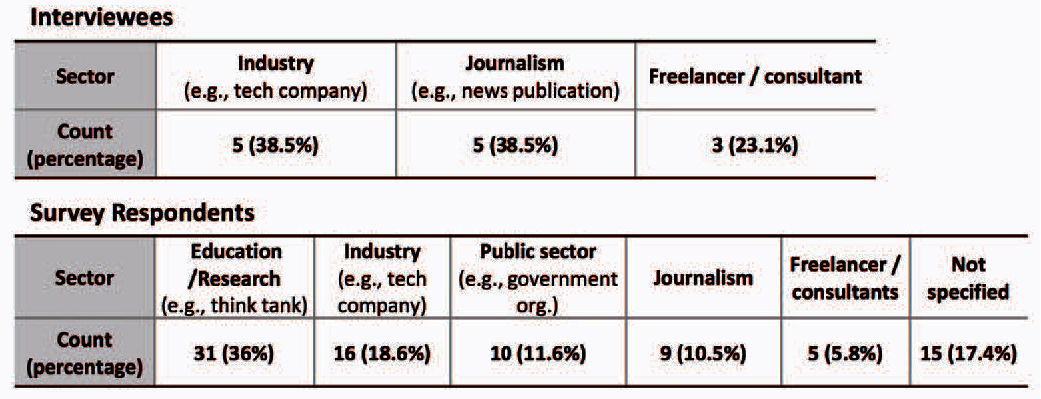 Interviewees
Sector
Industry
(e.g., tech company)
Journalism
(e.g., news publication)
Freelancer / consultant
Count
(percentage)
5 (38.5%)
5 (38.5%)
3 (23.1%)
Survey Respondents
Sector
Education
/Research
(e.g., think tank)
Industry
(e.g., tech
company)
Public sector
(e.g., government
org.)
Journalism
Freelancer /
consultants
Not
specified
Count
(percentage)
31 (36%)
16 (18.6%)
10 (11.6%)
9 (10.5%)
5 (5.8%)
15 (17.4%)